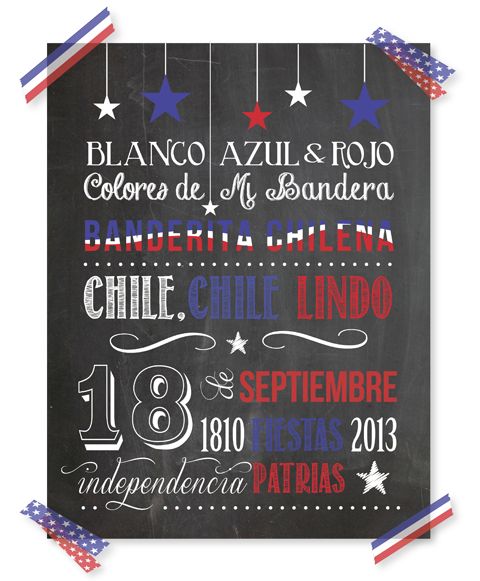 BLANCO AZUL & ROJO
Colores de Mi Bandera
BANDERITA CHILENA
CHILE, CHILE LINDO
18 de SEPTIEMBRE
1810 FIESTAS 2013
independencia PATRIAS